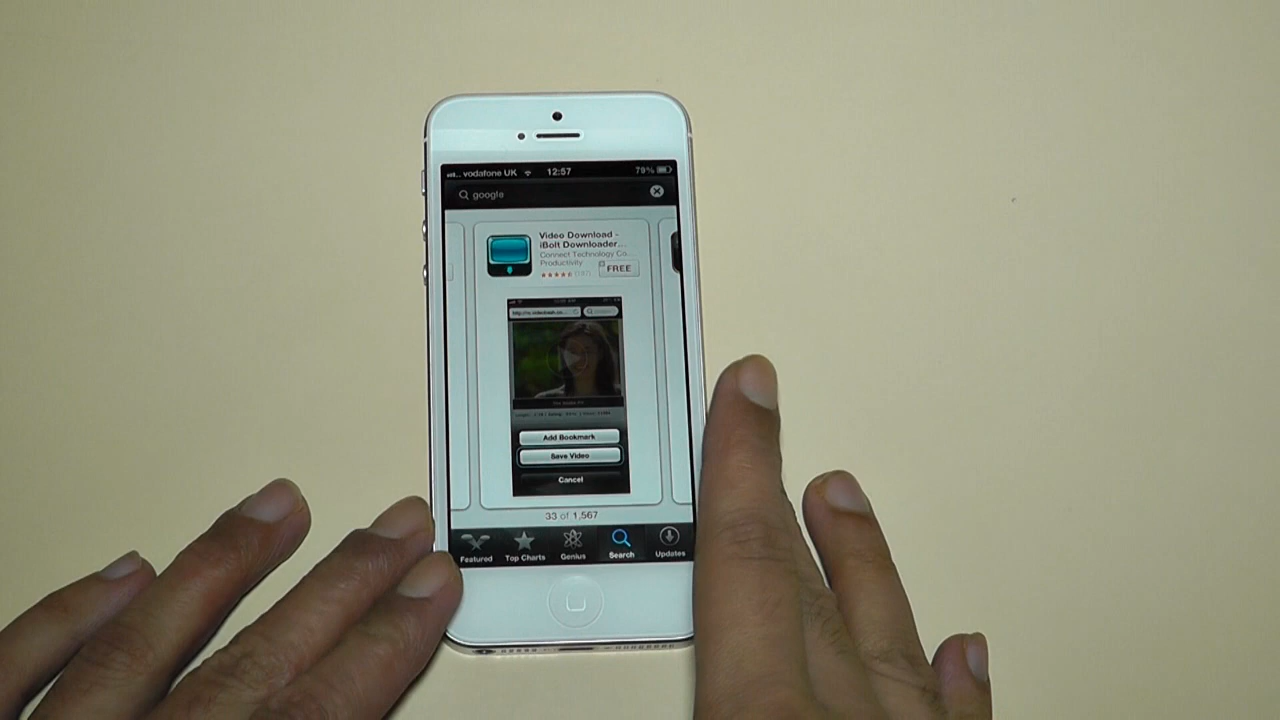 vodafone UK 12:57 79%
google
Video Download -
iBolt Downloader...
Connect Technology Co...
Productivity
(197) FREE
Add Bookmark
Save Video
Cancel
33 of 1,567
Featured Top Charts Genius Search Updates